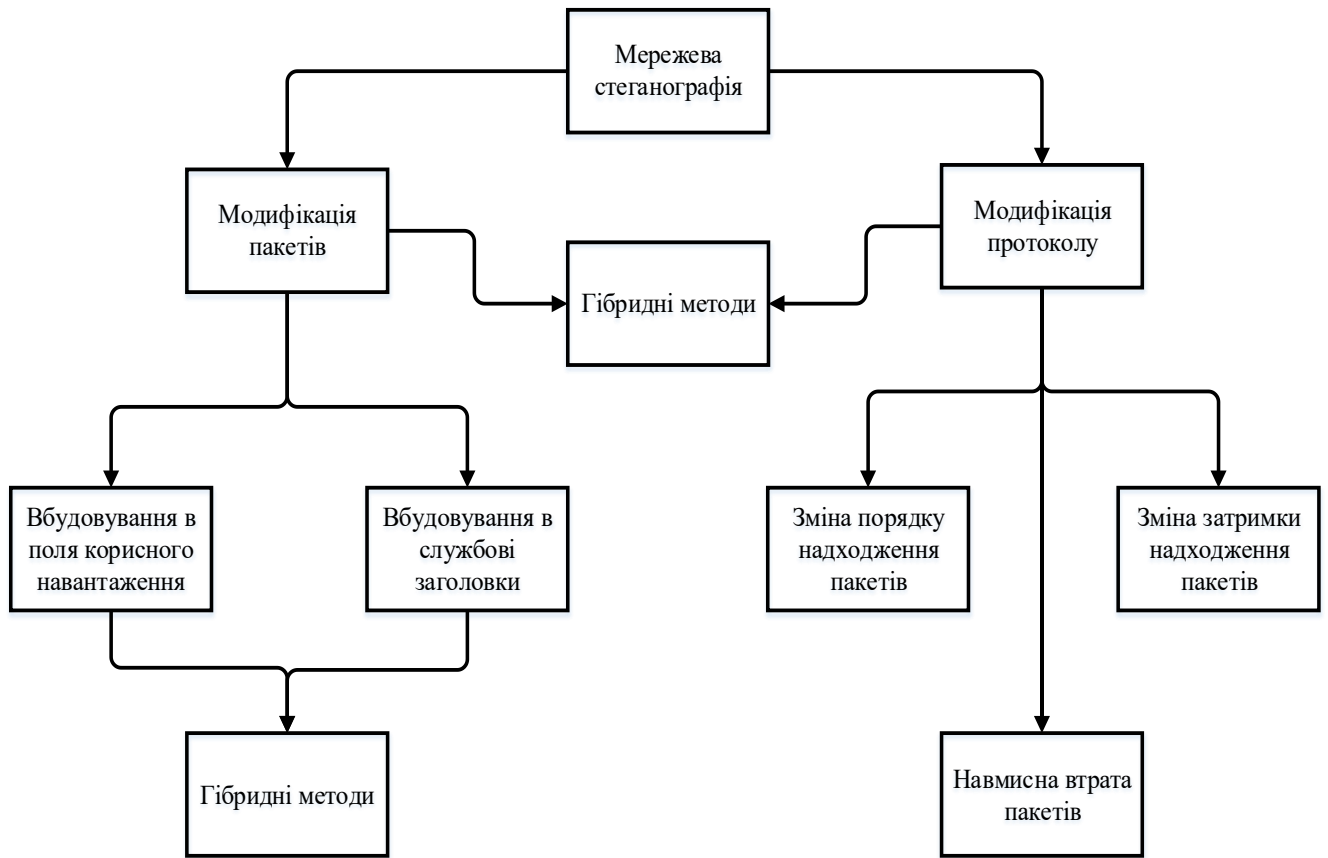 Мережева
стеганографія
Модифікація
пакетів
Модифікація
протоколу
Гібридні методи
Вбудовування в
поля корисного
навантаження
Вбудовування в
службові
заголовки
Зміна порядку
надходження
пакетів
Зміна затримки
надходження
пакетів
Гібридні методи
Навмисна втрата
пакетів